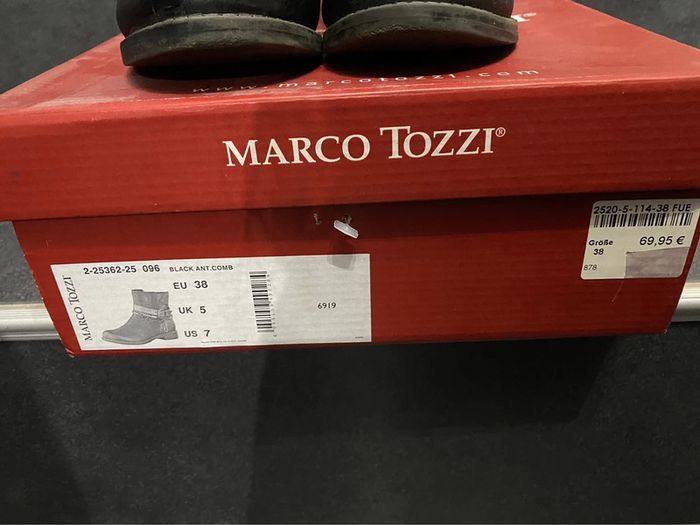 www.marcotozzi.com
MARCO TOZZI®
2520-5-114-38 FUE
Größe
38
69,95 €
878
MARCO TOZZI
2-25362-25 096 BLACK ANT.COMB
EU 38
UK 5
US 7
6919